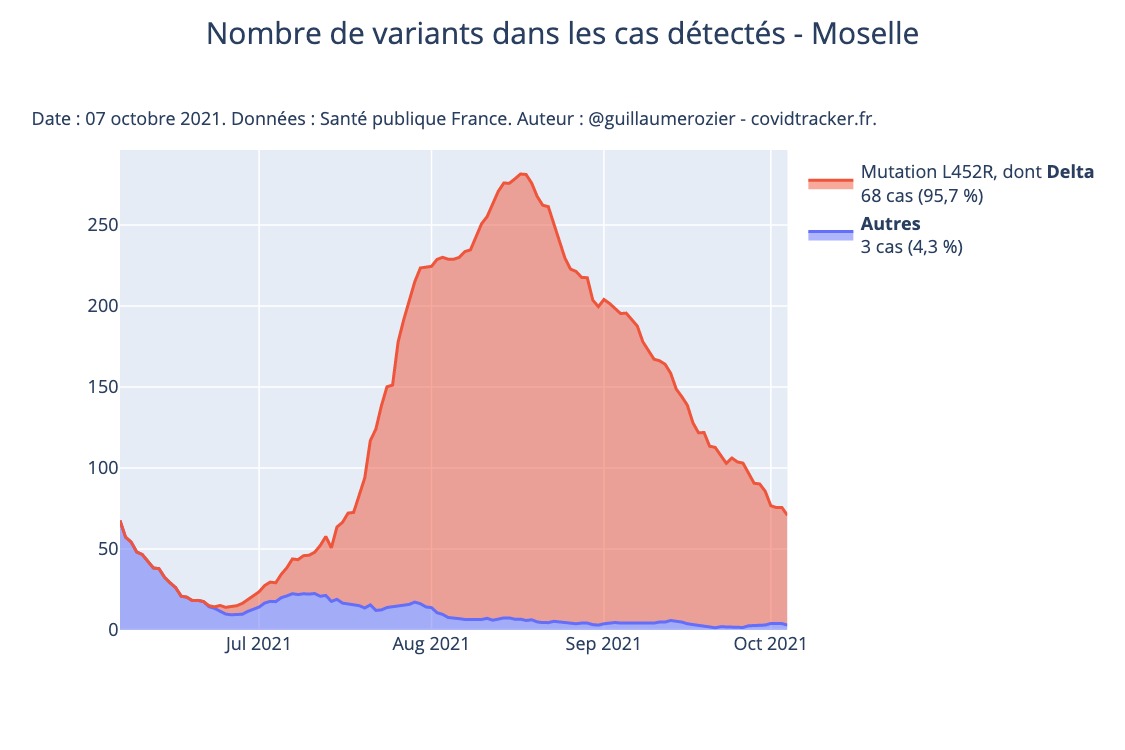 Nombre de variants dans les cas détectés - Moselle
Date : 07 octobre 2021. Données : Santé publique France. Auteur : @guillaumerozier - covidtracker.fr.
Mutation L452R, dont Delta
68 cas (95,7 %)
Autres
3 cas (4,3 %)
250
200
150
100
50
0
Jul 2021
Aug 2021
Sep 2021
Oct 2021